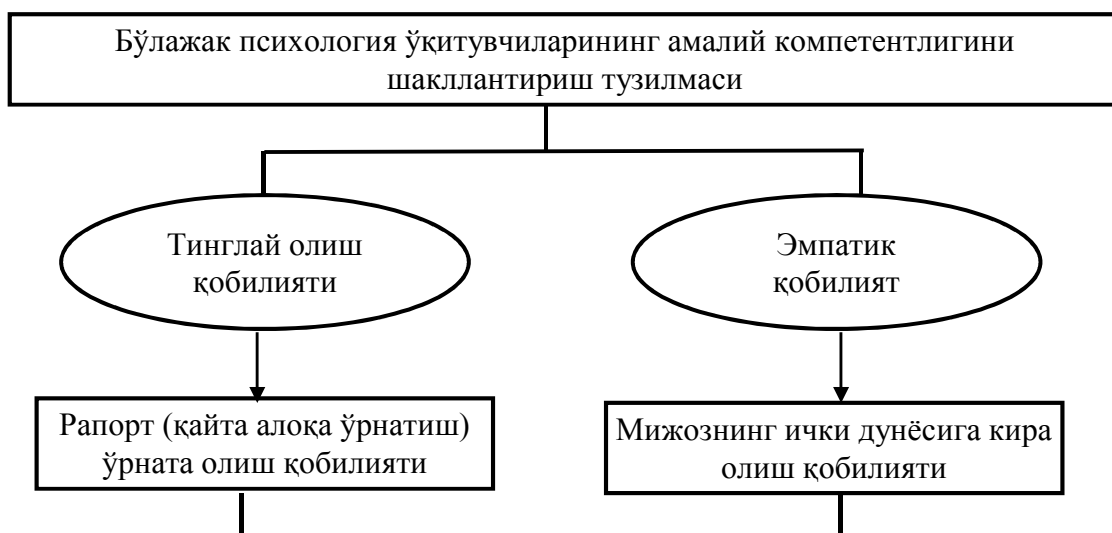 Бўлажак психология ўқитувчиларининг амалий компетентлигини
шакллантириш тузилмаси
Тинглай олиш
қобилияти
Эмпатик
қобилият
Рапорт (қайта алоқа ўрнатиш)
ўрната олиш қобилияти
Мижознинг ички дунёсига кира
олиш қобилияти